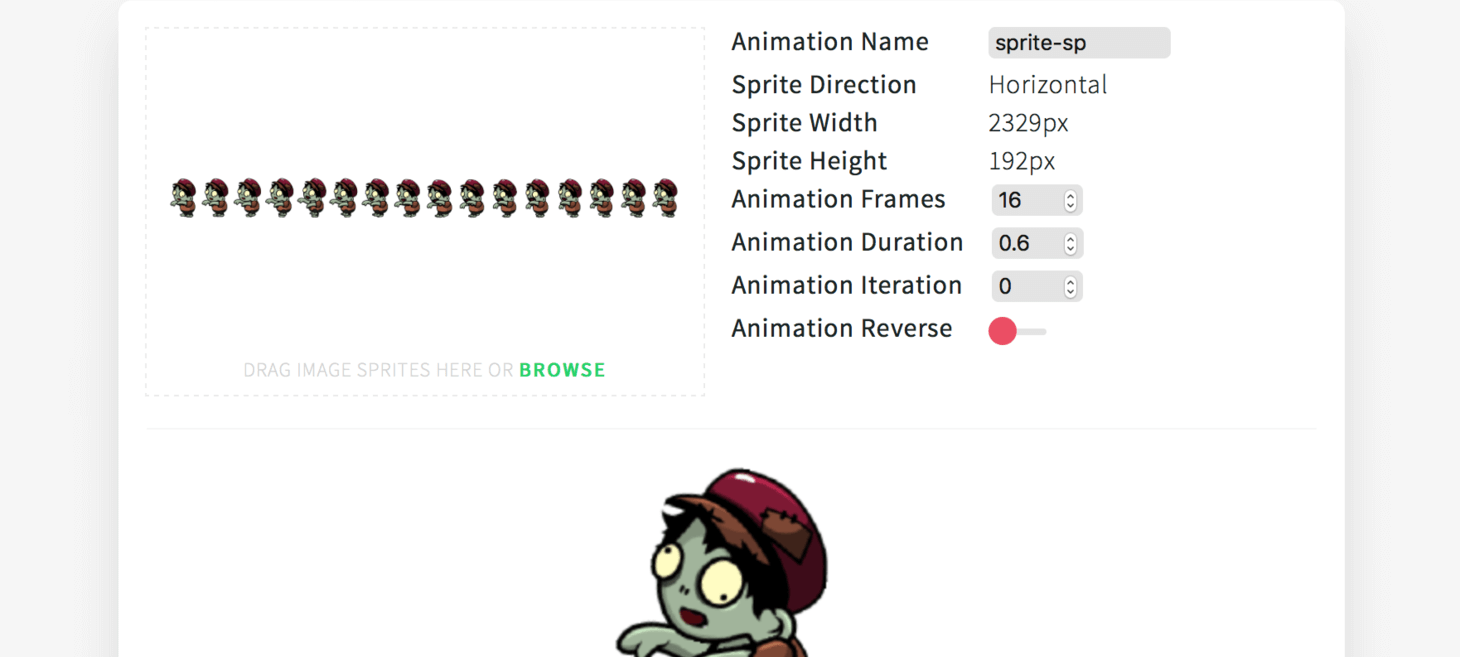 Animation Name sprite-sp
Sprite Direction Horizontal
Sprite Width 2329px
Sprite Height 192px
Animation Frames 16
Animation Duration 0.6
Animation Iteration 0
Animation Reverse
DRAG IMAGE SPRITES HERE OR BROWSE